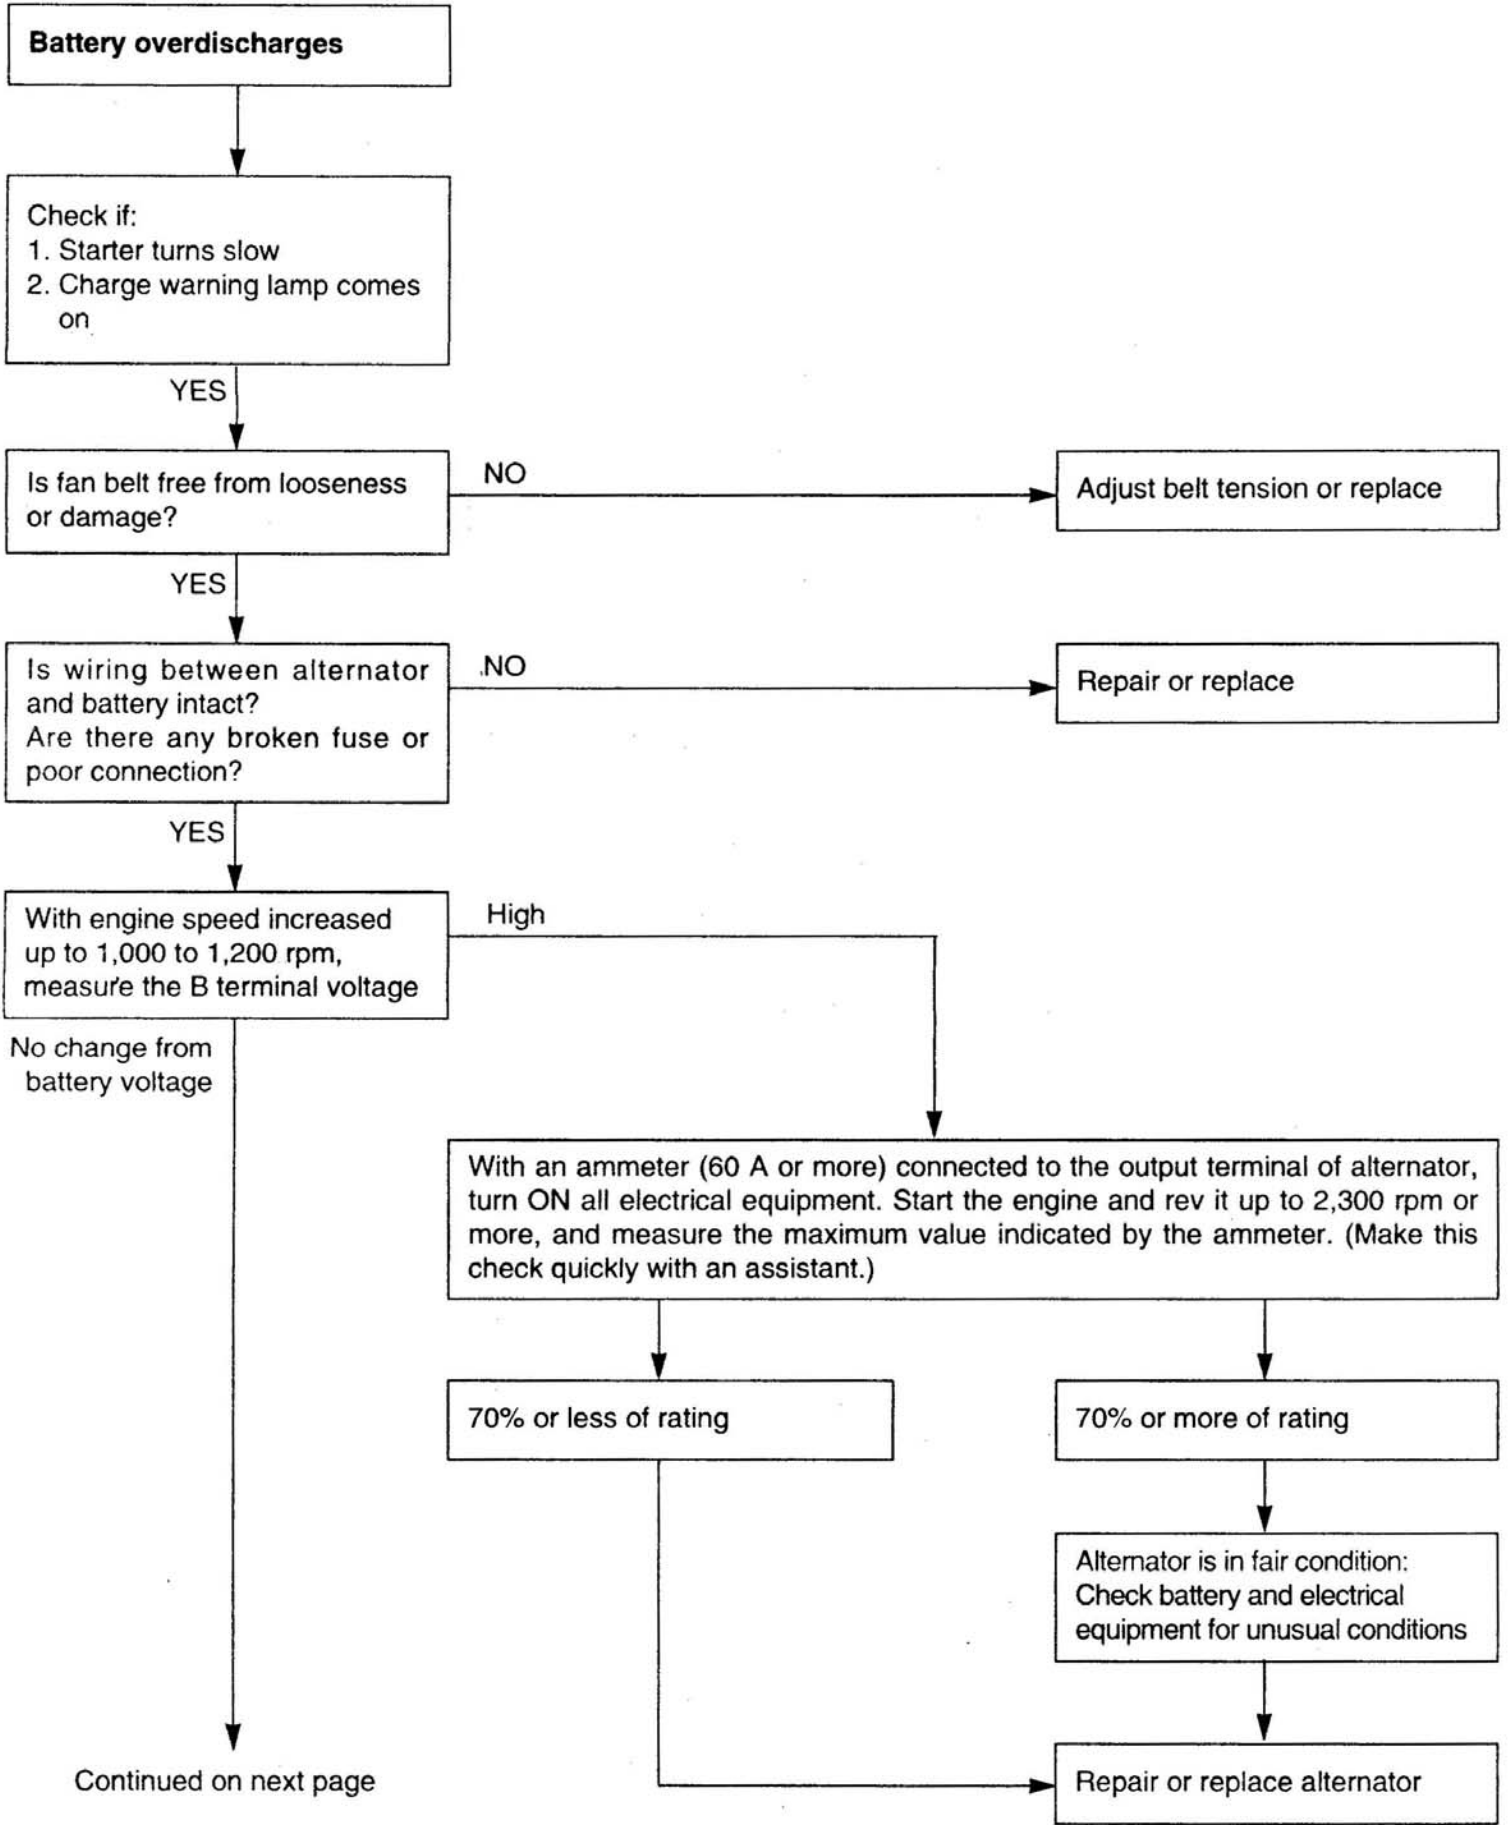 Battery overdischarges
Check if:
1. Starter turns slow
2. Charge warning lamp comes
on
YES
Is fan belt free from looseness
or damage?
NO
Adjust belt tension or replace
YES
Is wiring between alternator
and battery intact?
Are there any broken fuse or
poor connection?
NO
Repair or replace
YES
With engine speed increased
up to 1,000 to 1,200 rpm,
measure the B terminal voltage
High
No change from
battery voltage
With an ammeter (60 A or more) connected to the output terminal of alternator,
turn ON all electrical equipment. Start the engine and rev it up to 2,300 rpm or
more, and measure the maximum value indicated by the ammeter. (Make this
check quickly with an assistant.)
70% or less of rating
70% or more of rating
Alternator is in fair condition:
Check battery and electrical
equipment for unusual conditions
Continued on next page
Repair or replace alternator